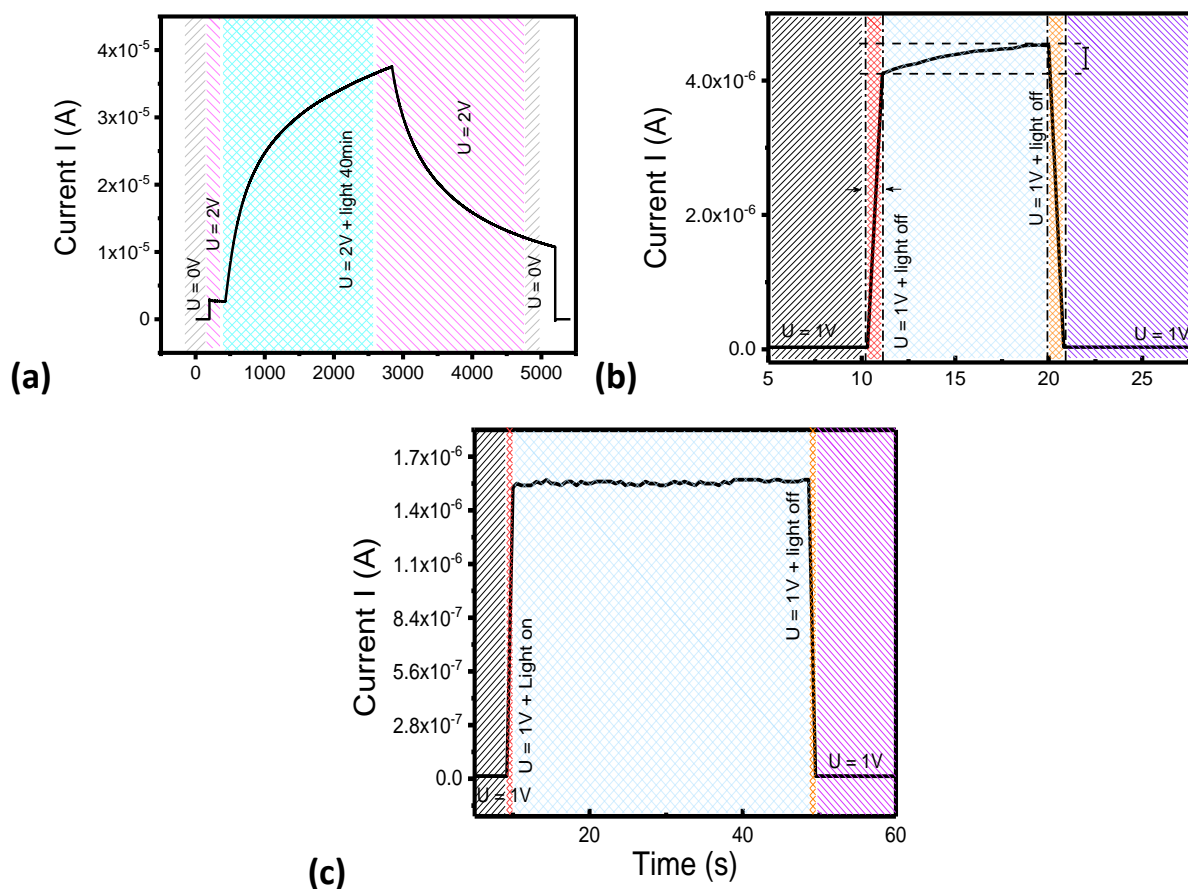 Current I (A)
4x10⁻⁵
3x10⁻⁵
2x10⁻⁵
1x10⁻⁵
0
U = 0V
U = 2V
U = 2V + light 40min
U = 2V
U = 0V
0 1000 2000 3000 4000 5000
(a)
Current I (A)
4.0x10⁻⁶
2.0x10⁻⁶
0.0
U = 1V
U = 1V + light off
U = 1V + light off
U = 1V
5 10 15 20 25
(b)
Current I (A)
1.7x10⁻⁶
1.4x10⁻⁶
1.1x10⁻⁶
8.4x10⁻⁷
5.6x10⁻⁷
2.8x10⁻⁷
0.0
U = 1V
U = 1V + Light on
U = 1V + light off
U = 1V
20 40 60
Time (s)
(c)